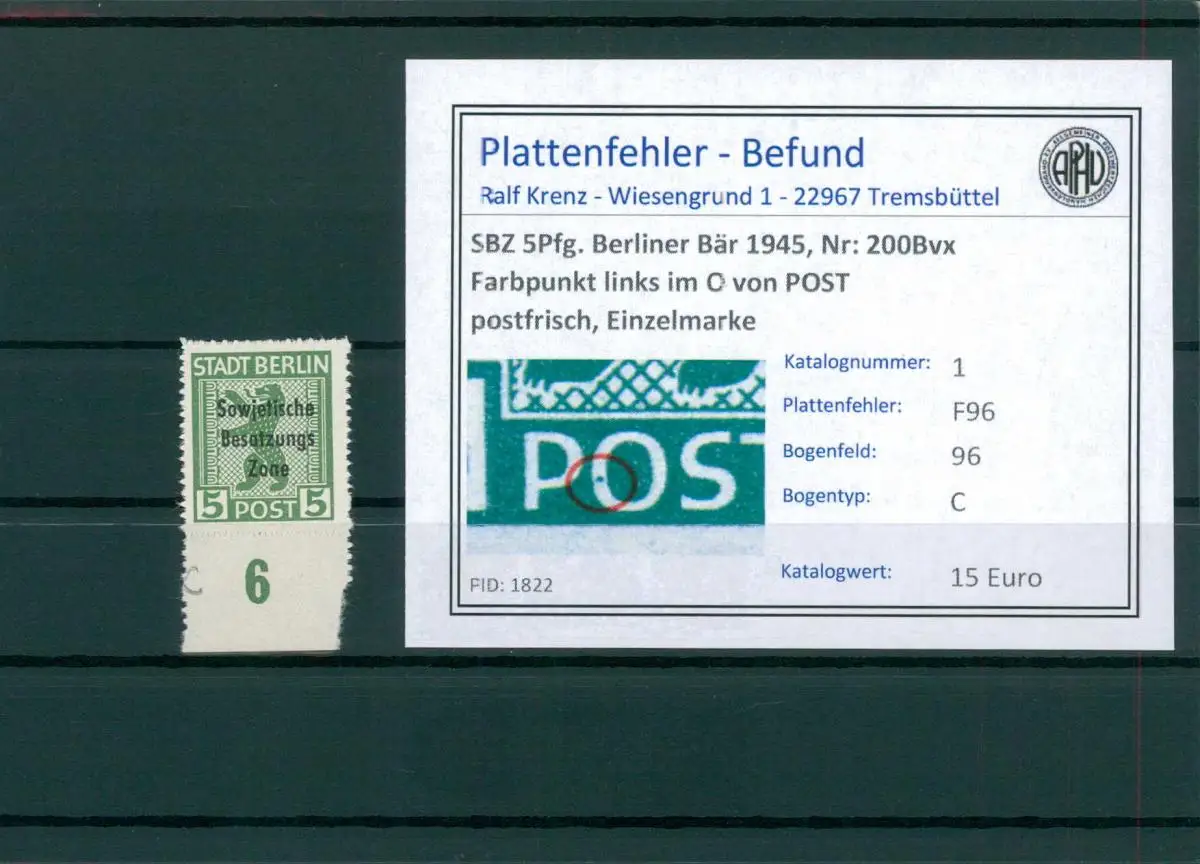 STADT BERLIN
Sowjetische
Besatzungs
Zone
5 POST 5
C 6
Plattenfehler - Befund
Ralf Krenz - Wiesengrund 1 - 22967 Tremsbüttel
APHV
SBZ 5Pfg. Berliner Bär 1945, Nr: 200Bvx
Farbpunkt links im O von POST
postfrisch, Einzelmarke
POST
Katalognummer: 1
Plattenfehler: F96
Bogenfeld: 96
Bogentyp: C
Katalogwert: 15 Euro
FID: 1822